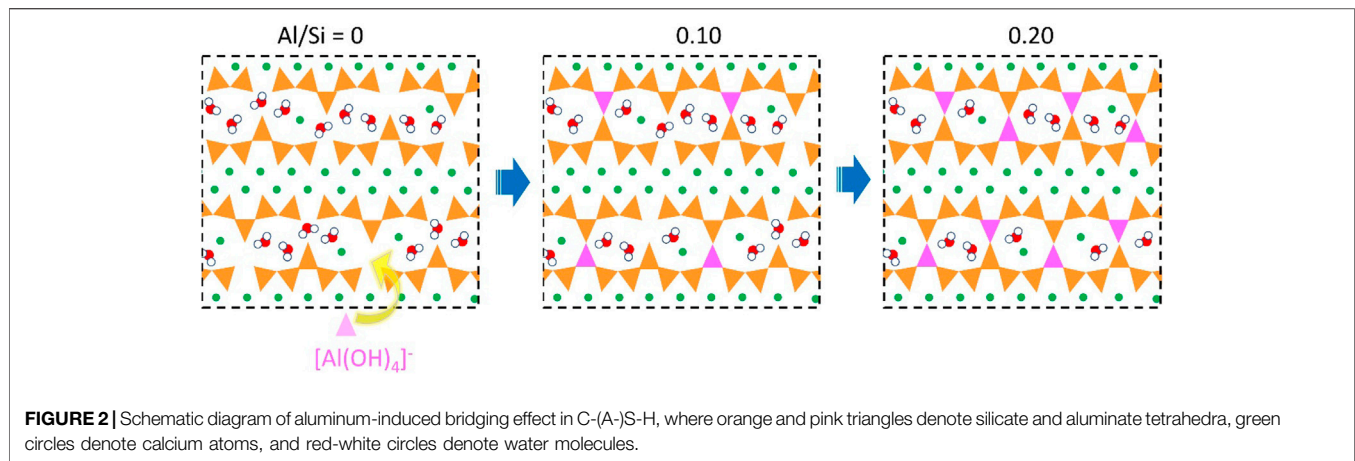 Al/Si = 0 0.10 0.20
[Al(OH)₄]⁻
FIGURE 2 | Schematic diagram of aluminum-induced bridging effect in C-(A-)S-H, where orange and pink triangles denote silicate and aluminate tetrahedra, green
circles denote calcium atoms, and red-white circles denote water molecules.